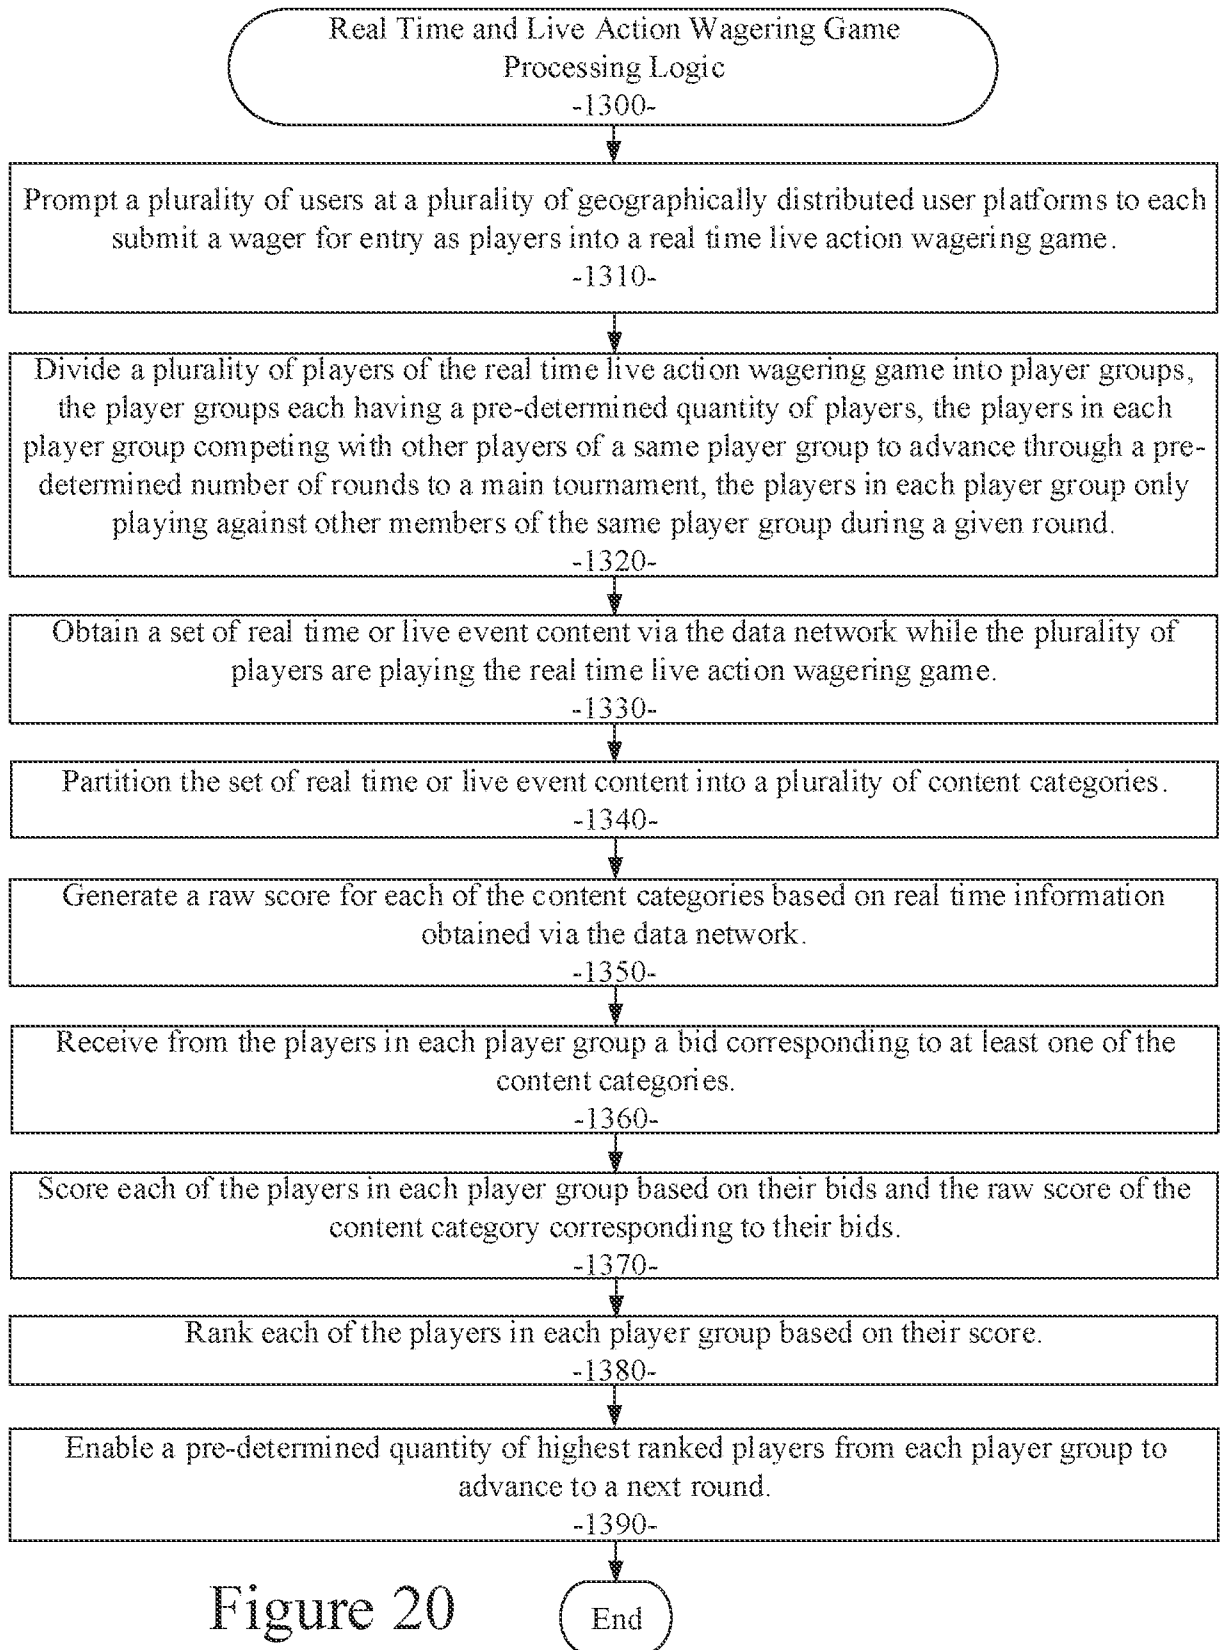 Real Time and Live Action Wagering Game
Processing Logic
-1300-
Prompt a plurality of users at a plurality of geographically distributed user platforms to each
submit a wager for entry as players into a real time live action wagering game.
-1310-
Divide a plurality of players of the real time live action wagering game into player groups,
the player groups each having a pre-determined quantity of players, the players in each
player group competing with other players of a same player group to advance through a pre-
determined number of rounds to a main tournament, the players in each player group only
playing against other members of the same player group during a given round.
-1320-
Obtain a set of real time or live event content via the data network while the plurality of
players are playing the real time live action wagering game.
-1330-
Partition the set of real time or live event content into a plurality of content categories.
-1340-
Generate a raw score for each of the content categories based on real time information
obtained via the data network.
-1350-
Receive from the players in each player group a bid corresponding to at least one of the
content categories.
-1360-
Score each of the players in each player group based on their bids and the raw score of the
content category corresponding to their bids.
-1370-
Rank each of the players in each player group based on their score.
-1380-
Enable a pre-determined quantity of highest ranked players from each player group to
advance to a next round.
-1390-
Figure 20
End